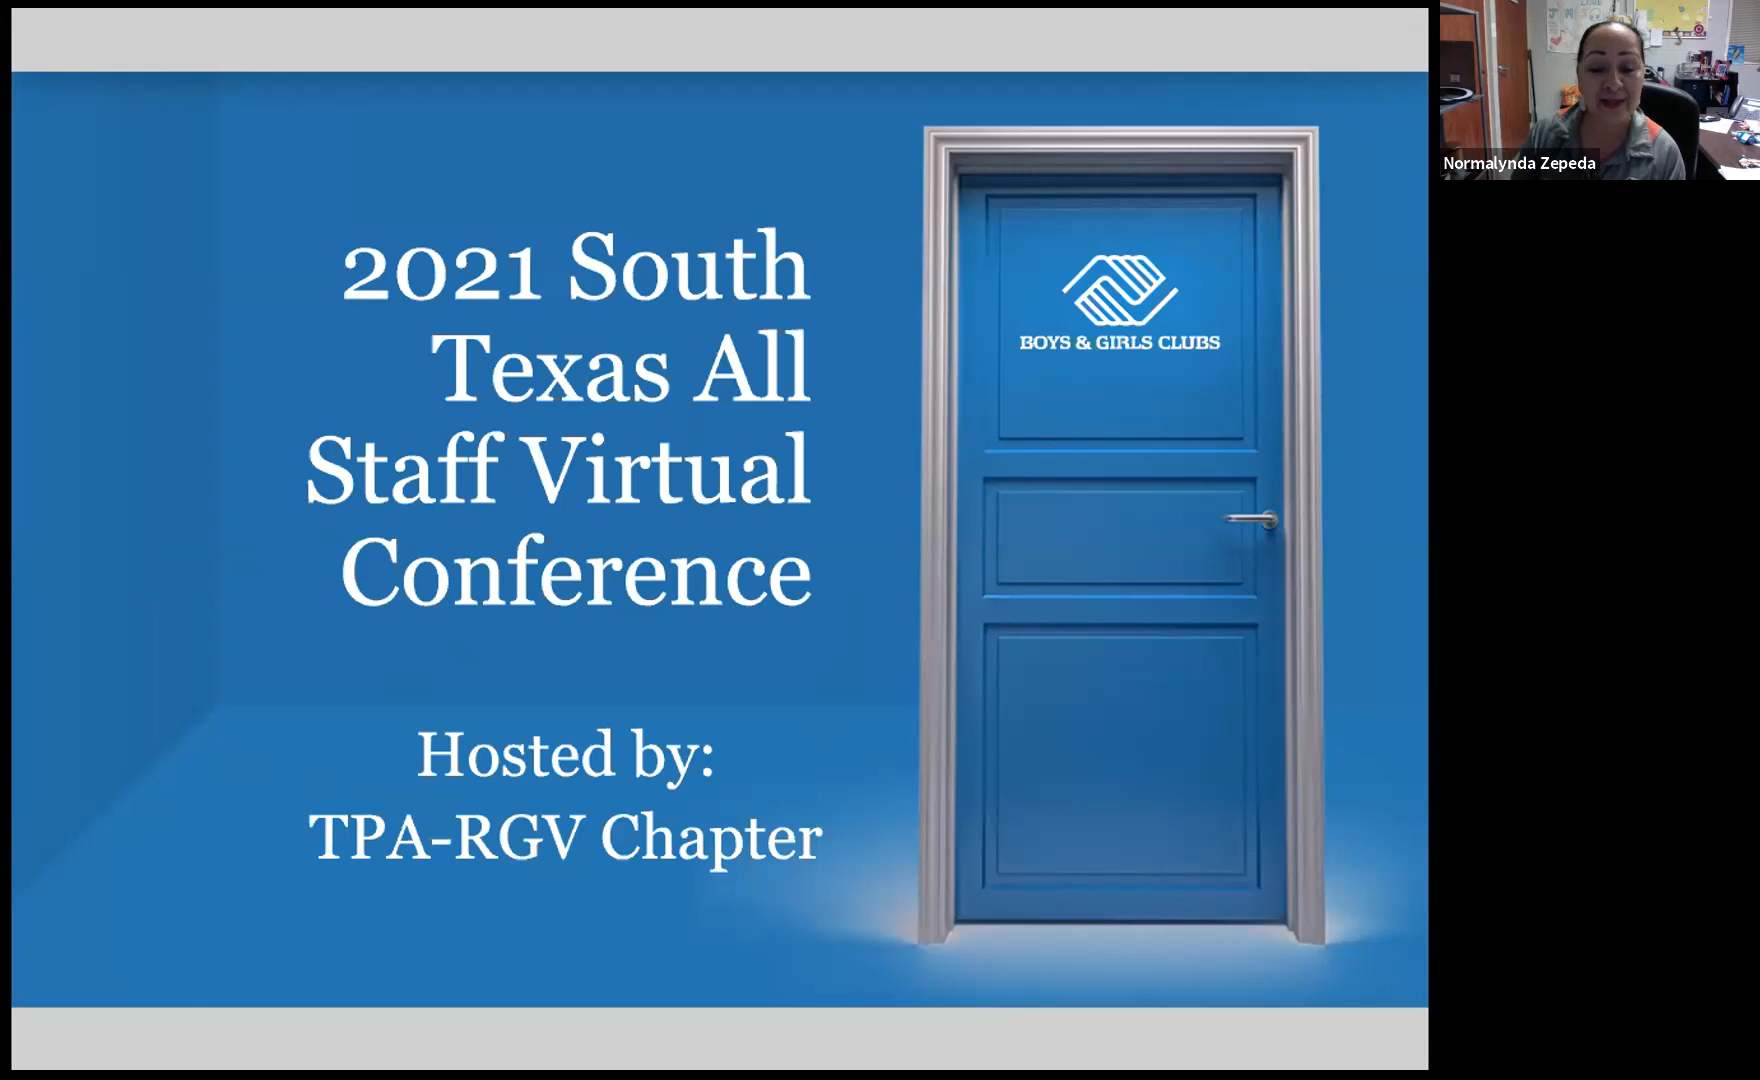 2021 South
Texas All
Staff Virtual
Conference
Hosted by:
TPA-RGV Chapter
BOYS & GIRLS CLUBS
Normalynda Zepeda